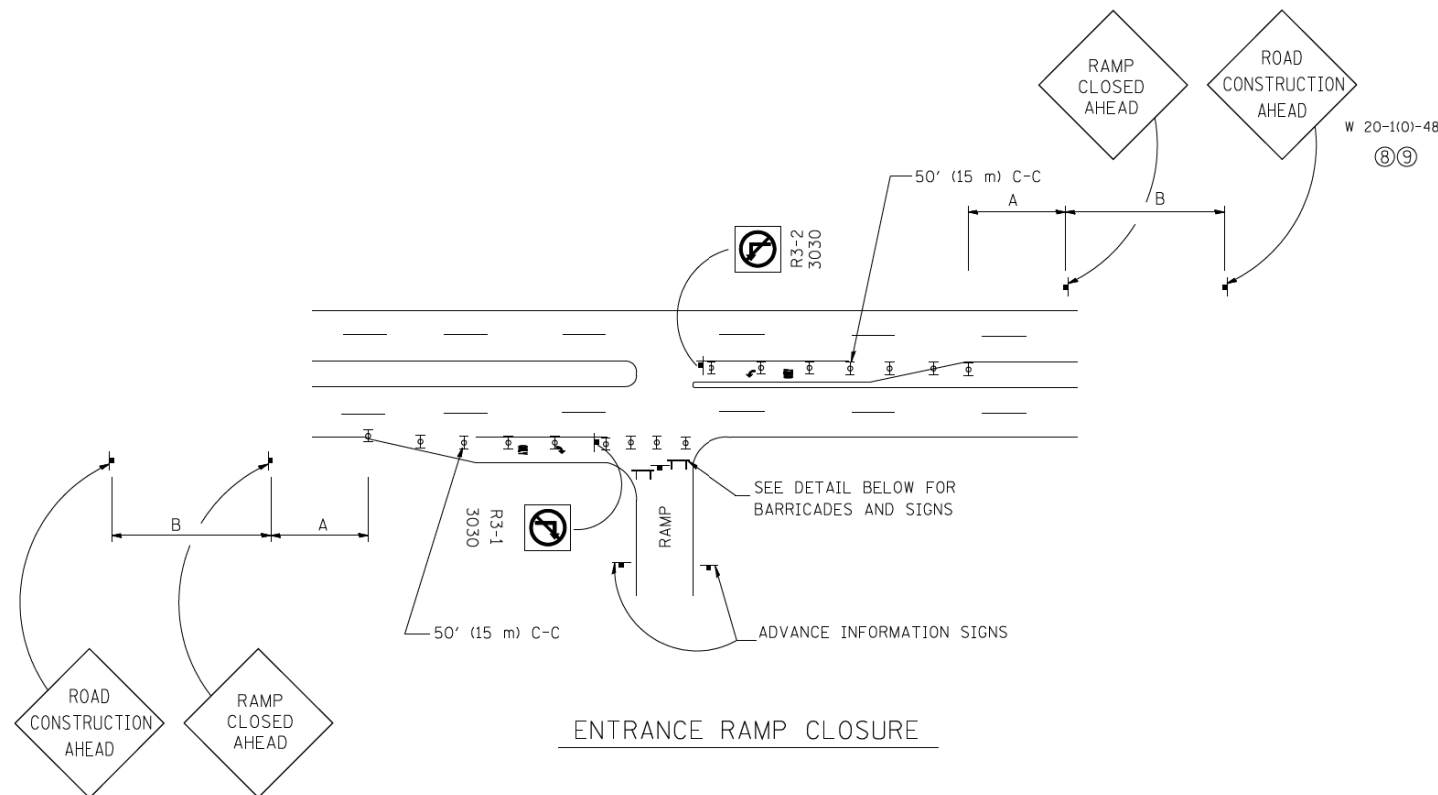 RAMP
CLOSED
AHEAD
ROAD
CONSTRUCTION
AHEAD
W 20-1(O)-48
⑧⑨
50' (15 m) C-C
A
B
R3-2
3030
SEE DETAIL BELOW FOR
BARRICADES AND SIGNS
B
A
R3-1
3030
RAMP
50' (15 m) C-C
ADVANCE INFORMATION SIGNS
ROAD
CONSTRUCTION
AHEAD
RAMP
CLOSED
AHEAD
ENTRANCE RAMP CLOSURE